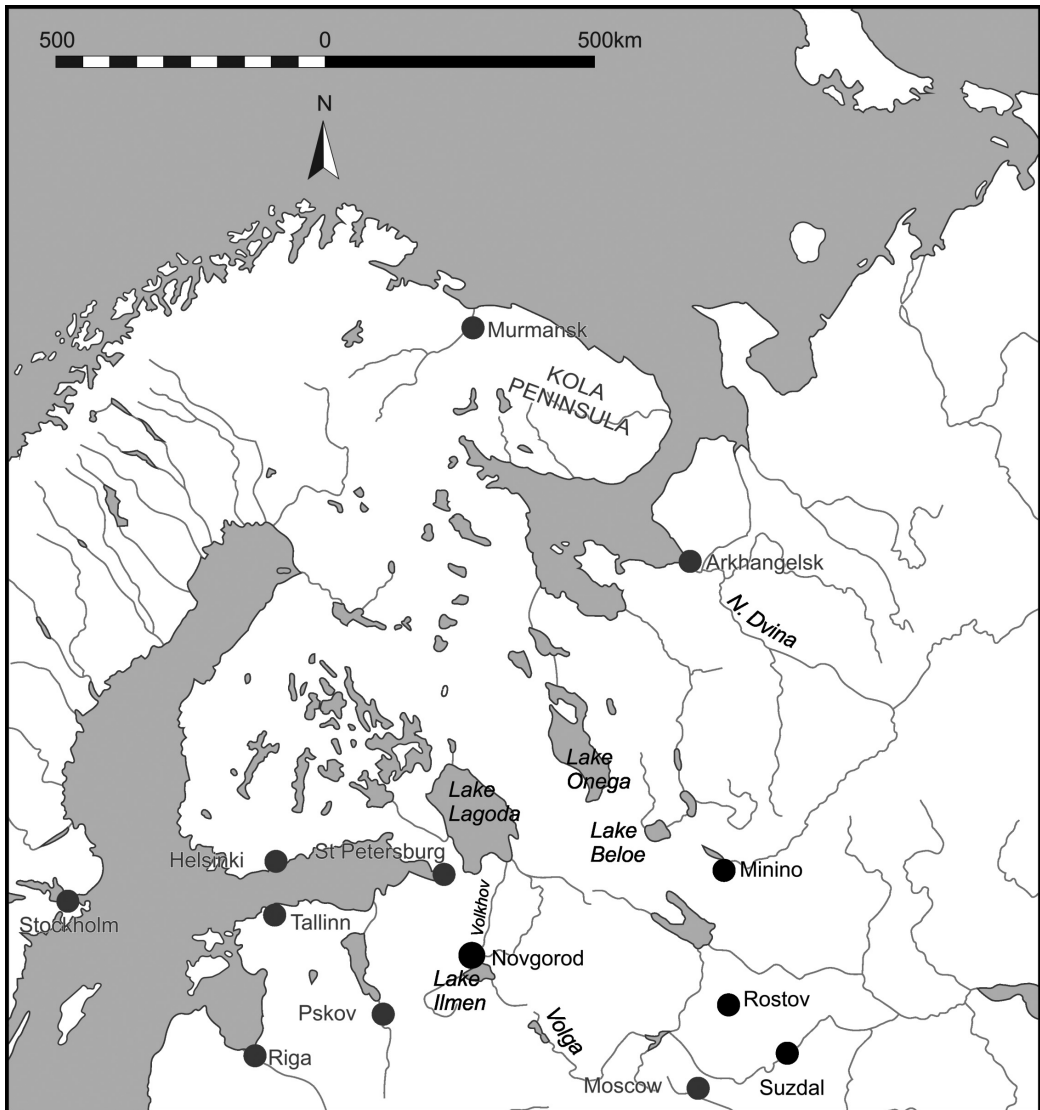 500 0 500km
N
Murmansk
KOLA
PENINSULA
Arkhangelsk
N. Dvina
Lake
Onega
Lake
Lagoda
Lake
Beloe
Helsinki
St Petersburg
Minino
Stockholm
Tallinn
Volkhov
Novgorod
Lake
Ilmen
Pskov
Rostov
Volga
Riga
Moscow
Suzdal